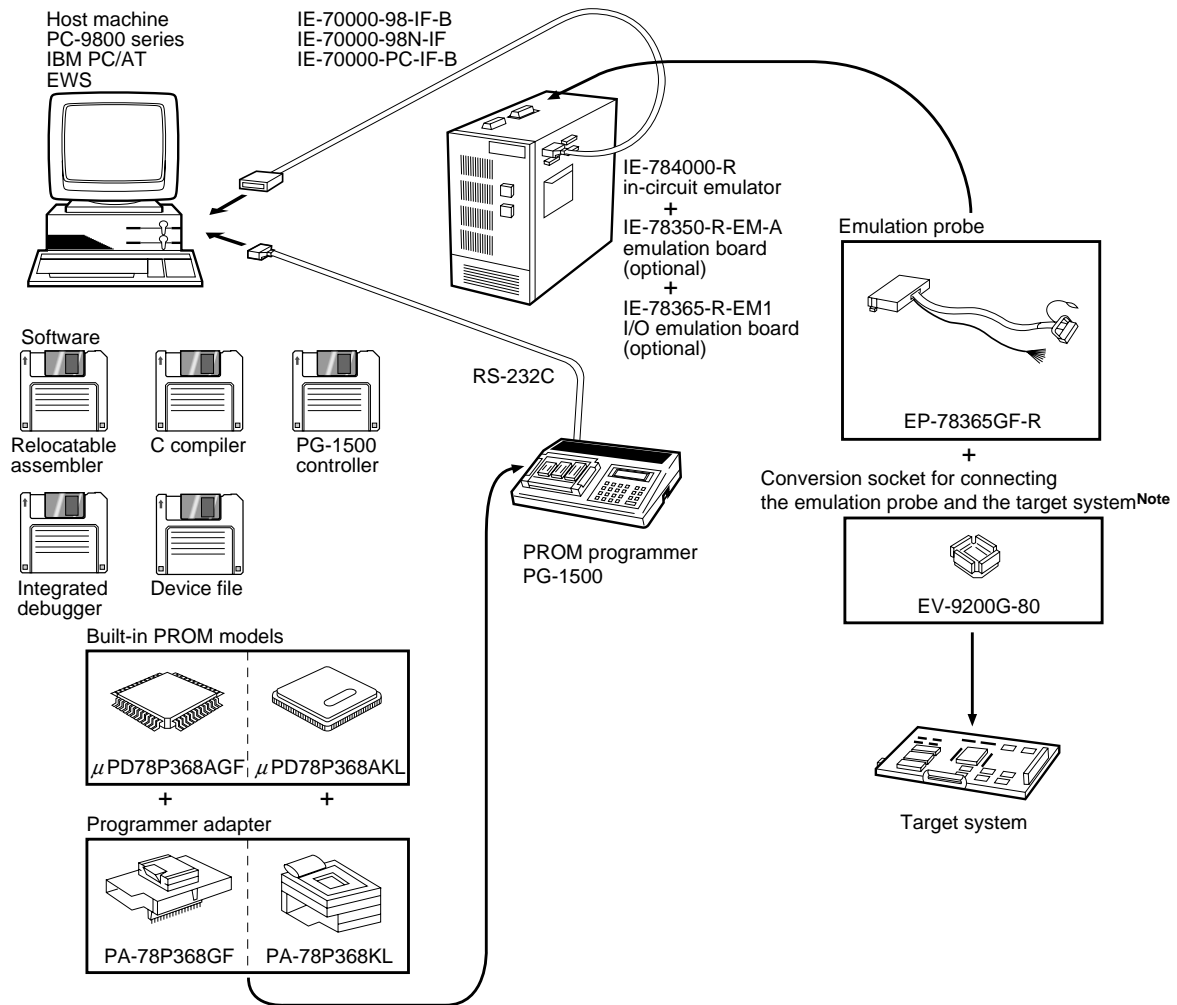 Host machine
PC-9800 series
IBM PC/AT
EWS
IE-70000-98-IF-B
IE-70000-98N-IF
IE-70000-PC-IF-B
IE-784000-R
in-circuit emulator
+
IE-78350-R-EM-A
emulation board
(optional)
+
IE-78365-R-EM1
I/O emulation board
(optional)
Emulation probe
EP-78365GF-R
+
Conversion socket for connecting
the emulation probe and the target systemNote
EV-9200G-80
Target system
Software
Relocatable
assembler
C compiler
PG-1500
controller
Integrated
debugger
Device file
RS-232C
PROM programmer
PG-1500
Built-in PROM models
μPD78P368AGF
μPD78P368AKL
+
+
Programmer adapter
PA-78P368GF
PA-78P368KL